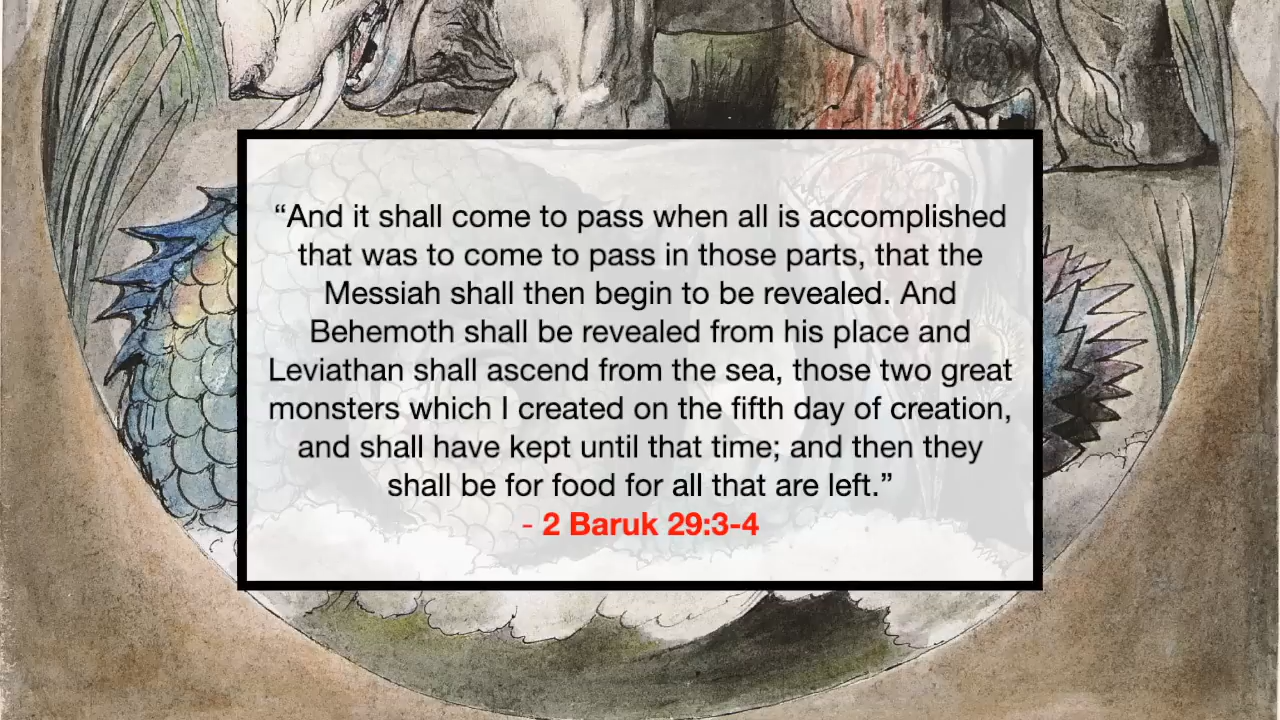 “And it shall come to pass when all is accomplished
that was to come to pass in those parts, that the
Messiah shall then begin to be revealed. And
Behemoth shall be revealed from his place and
Leviathan shall ascend from the sea, those two great
monsters which I created on the fifth day of creation,
and shall have kept until that time; and then they
shall be for food for all that are left.”
- 2 Baruk 29:3-4